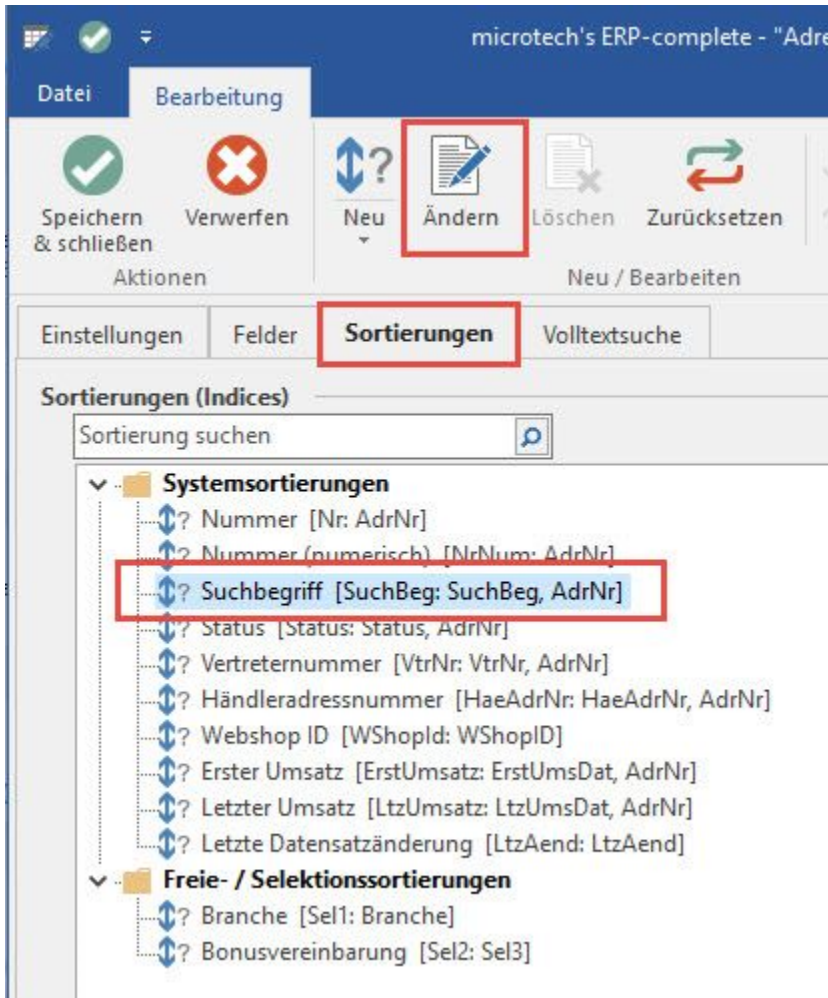 microtech's ERP-complete - "Adre
Datei Bearbeitung
Speichern & schließen
Verwerfen
Neu
Ändern
Löschen
Zurücksetzen
Aktionen
Neu / Bearbeiten
Einstellungen Felder Sortierungen Volltextsuche
Sortierungen (Indices)
Sortierung suchen
Systemsortierungen
? Nummer [Nr: AdrNr]
? Nummer (numerisch) [NrNum: AdrNr]
? Suchbegriff [SuchBeg: SuchBeg, AdrNr]
? Status [Status: Status, AdrNr]
? Vertreternummer [VtrNr: VtrNr, AdrNr]
? Händleradressnummer [HaeAdrNr: HaeAdrNr, AdrNr]
? Webshop ID [WShopId: WShopID]
? Erster Umsatz [ErstUmsatz: ErstUmsDat, AdrNr]
? Letzter Umsatz [LtzUmsatz: LtzUmsDat, AdrNr]
? Letzte Datensatzänderung [LtzAend: LtzAend]
Freie- / Selektionssortierungen
? Branche [Sel1: Branche]
? Bonusvereinbarung [Sel2: Sel3]